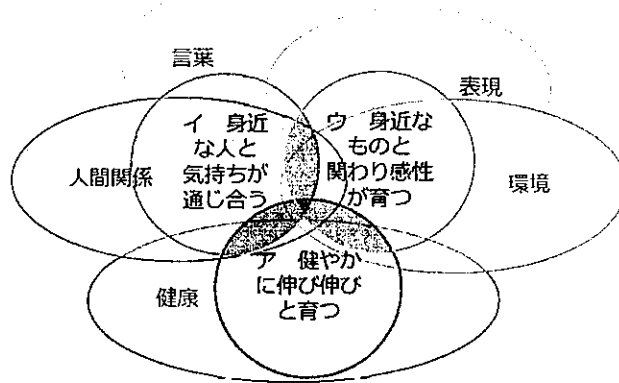 言葉
表現
イ 身近
な人と
気持ちが
通じ合う
ウ 身近な
ものと
関わり感性
が育つ
人間関係
環境
ア 健やか
に伸び伸び
と育つ
健康